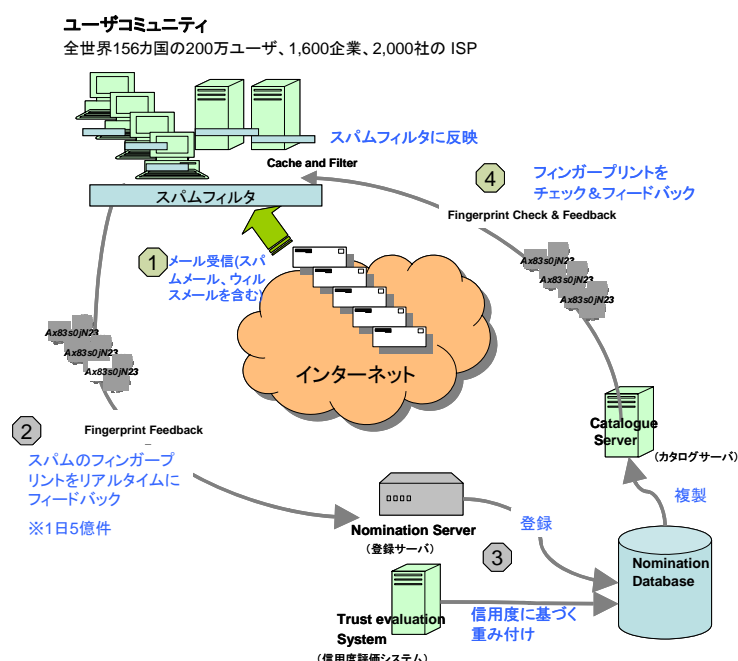 ユーザコミュニティ
全世界156カ国の200万ユーザ、1,600企業、2,000社の ISP
スパムフィルタに反映
Cache and Filter
スパムフィルタ
4
フィンガープリントを
チェック＆フィードバック
Fingerprint Check & Feedback
1
メール受信(スパ
ムメール、ウィル
スメールを含む)
Ax83s0jN23
Ax83s0jN23
Ax83s0jN23
Ax83s0jN23
インターネット
Ax83s0jN23
Ax83s0jN23
Ax83s0jN23
2
Fingerprint Feedback
スパムのフィンガープ
リントをリアルタイムに
フィードバック
※1日5億件
Catalogue
Server
(カタログサーバ)
複製
Nomination Server
(登録サーバ)
登録
3
Nomination
Database
Trust evaluation
System
(信用度評価システム)
信用度に基づく
重み付け